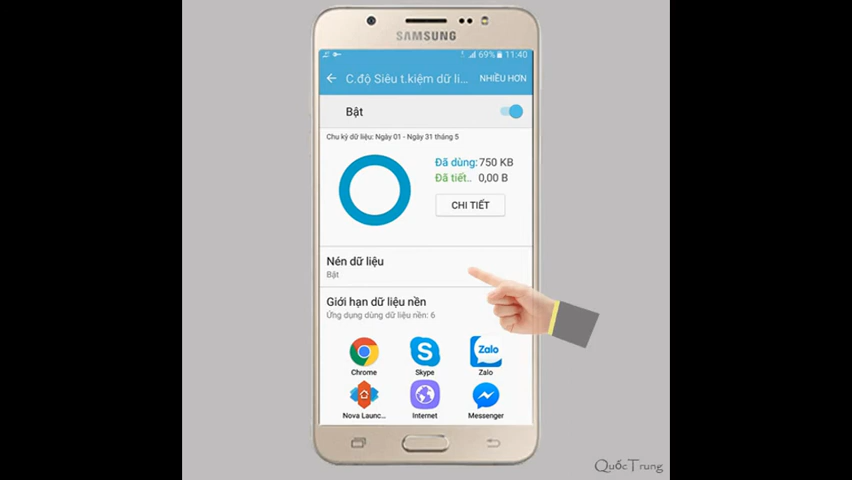 SAMSUNG
69% 11:40
C.độ Siêu t.kiệm dữ li... NHIỀU HƠN
Bật
Chu kỳ dữ liệu: Ngày 01 - Ngày 31 tháng 5
Đã dùng: 750 KB
Đã tiết.. 0,00 B
CHI TIẾT
Nén dữ liệu
Bật
Giới hạn dữ liệu nền
Ứng dụng dùng dữ liệu nền: 6
Zalo
Chrome Skype Zalo
Nova Launc... Internet Messenger
Quốc Trung